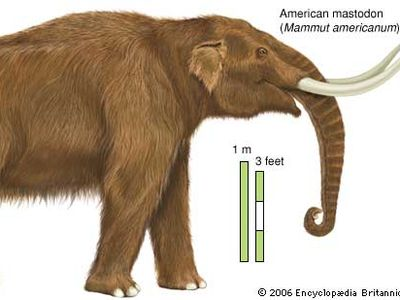 American mastodon
(Mammut americanum)
1 m
3 feet
© 2006 Encyclopædia Britannic